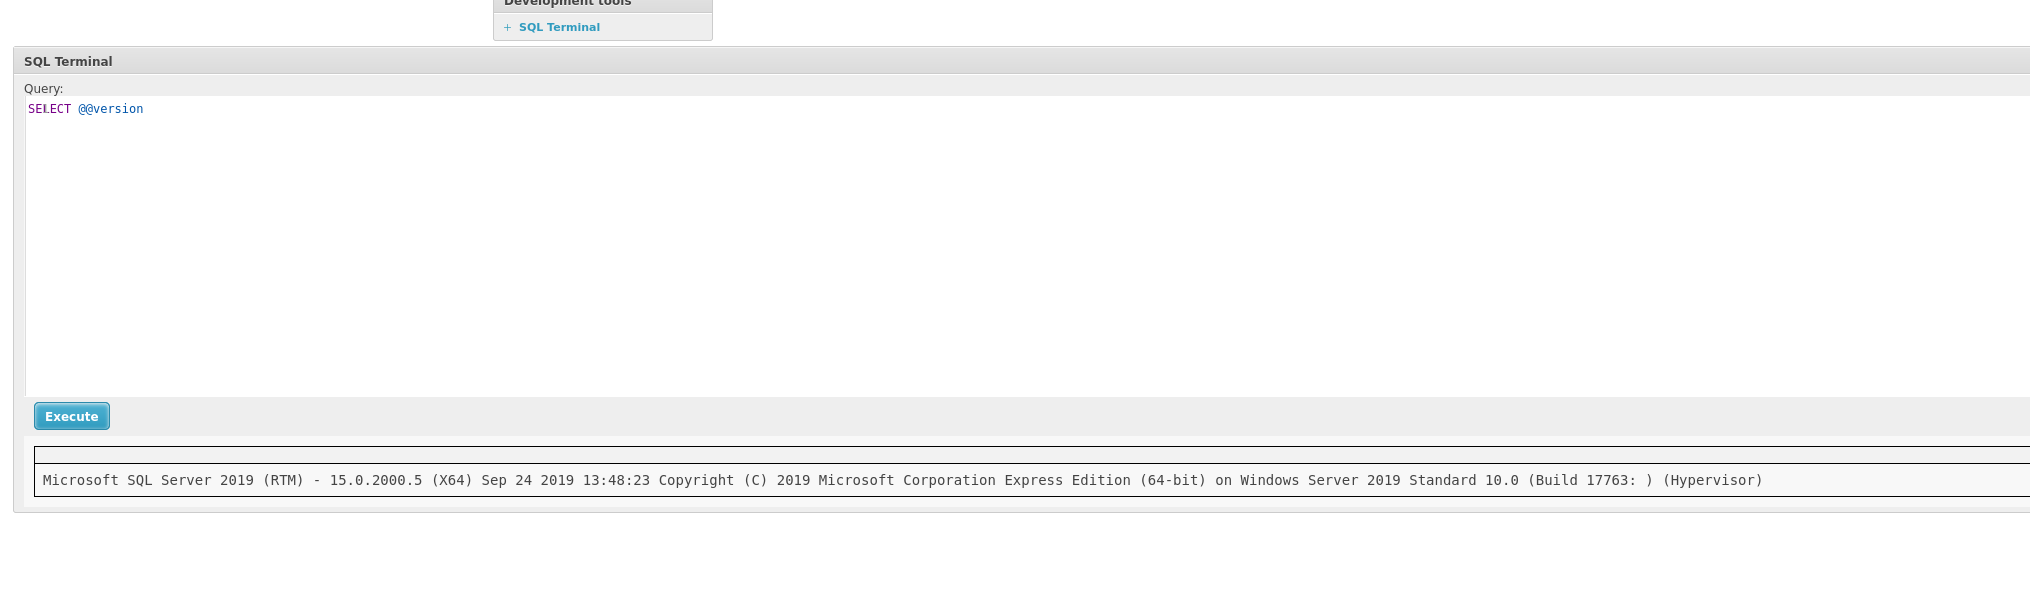 Development tools
+ SQL Terminal
SQL Terminal
Query:
SELECT @@version
Execute
Microsoft SQL Server 2019 (RTM) - 15.0.2000.5 (X64) Sep 24 2019 13:48:23 Copyright (C) 2019 Microsoft Corporation Express Edition (64-bit) on Windows Server 2019 Standard 10.0 (Build 17763: ) (Hypervisor)